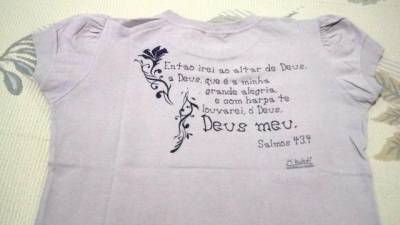 Então irei ao altar de Deus,
a Deus, que é a minha
grande alegria,
e com harpa te
louvarei, ó Deus,
Deus meu.
Salmos 43.4